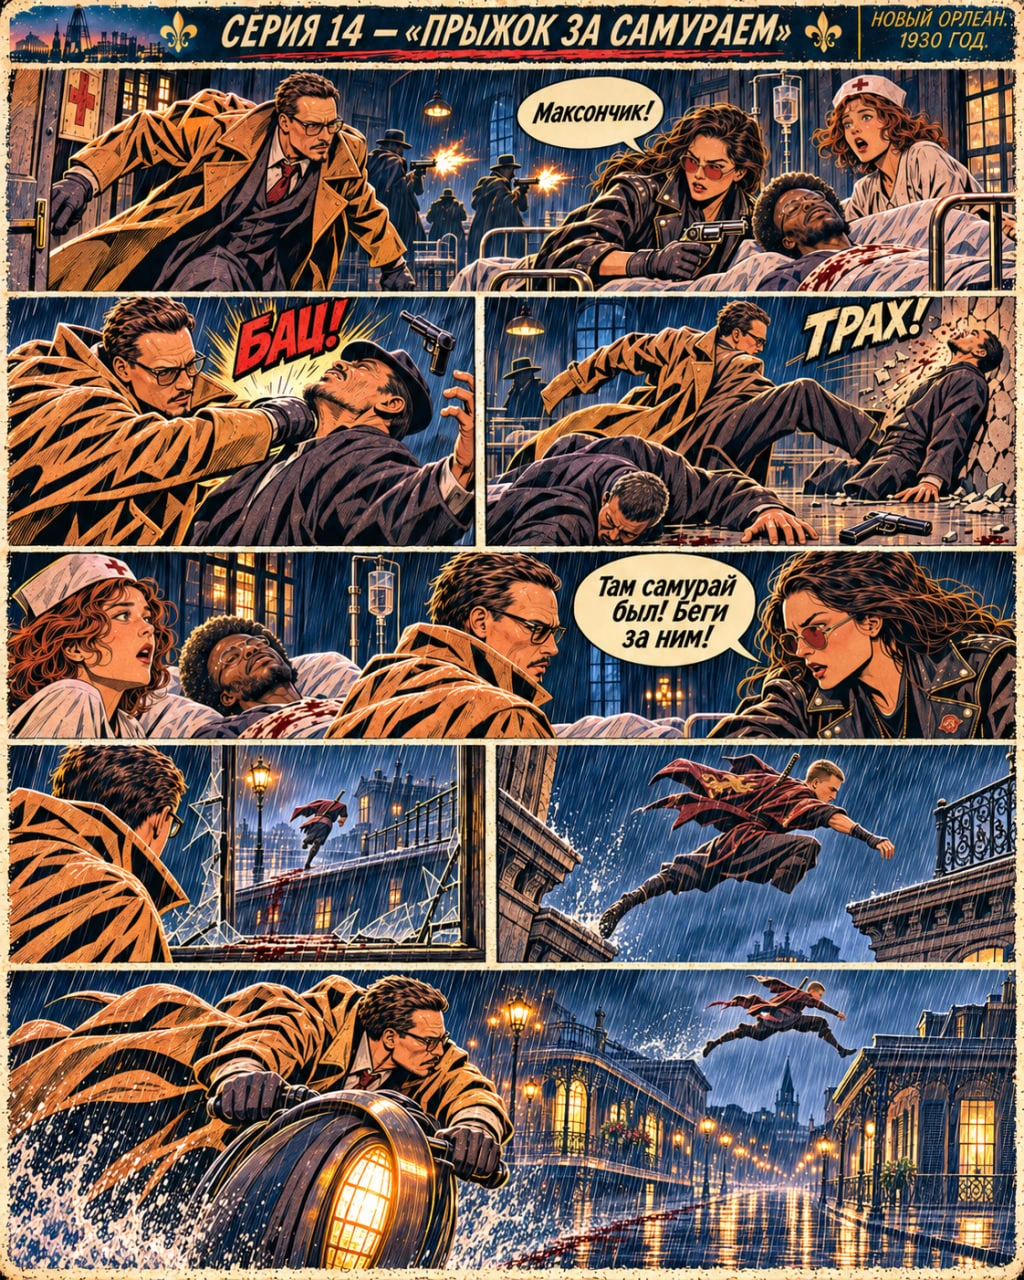 СЕРИЯ 14 – «ПРЫЖОК ЗА САМУРАЕМ»
НОВЫЙ ОРЛЕАН.
1930 ГОД.
Максончик!
БАЦ!
ТРАХ!
Там самурай
был! Беги
за ним!